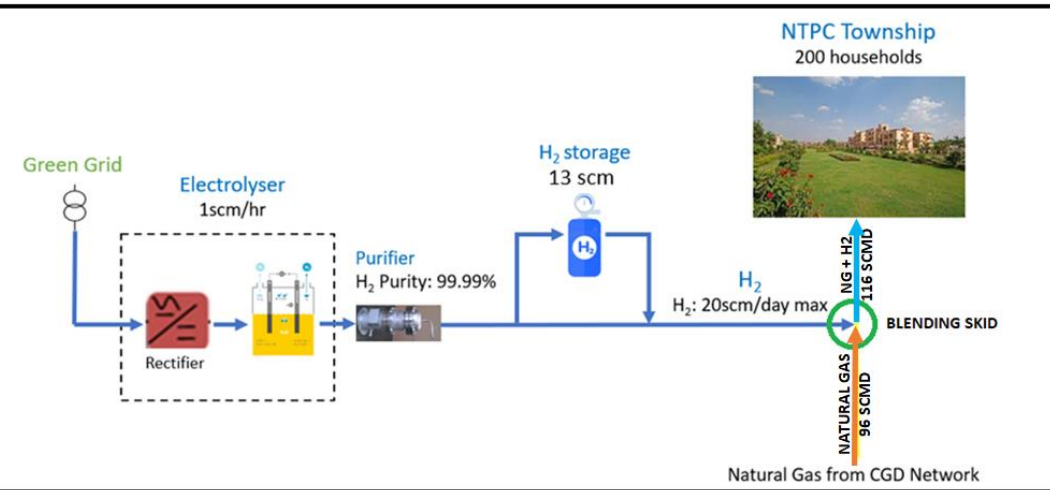 NTPC Township
200 households
Green Grid
Electrolyser
1scm/hr
Rectifier
Purifier
H₂ Purity: 99.99%
H₂ storage
13 scm
H₂
H₂
H₂: 20scm/day max
NG + H2
116 SCMD
BLENDING SKID
NATURAL GAS
96 SCMD
Natural Gas from CGD Network